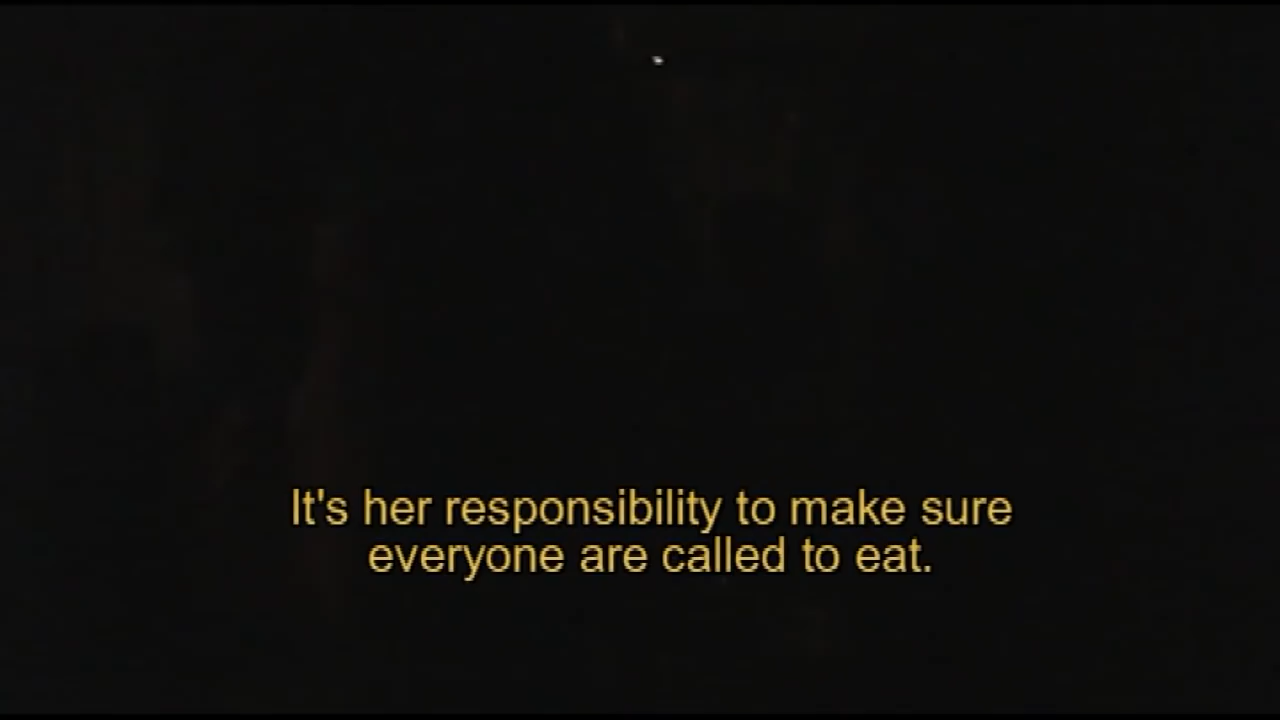 It's her responsibility to make sure
everyone are called to eat.